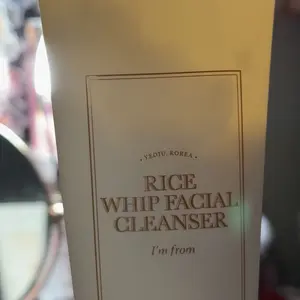 • YEOJU, KOREA •
RICE
WHIP FACIAL
CLEANSER
I'm from